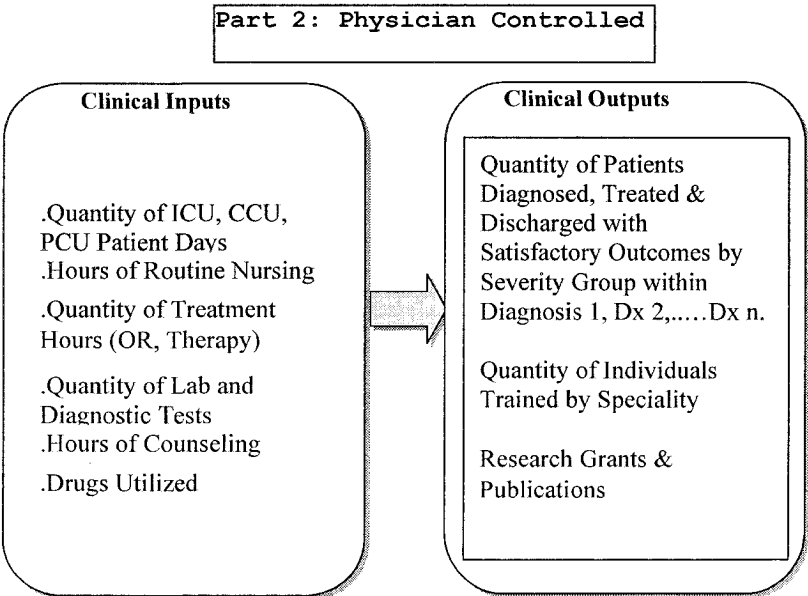 Part 2: Physician Controlled
Clinical Inputs
.Quantity of ICU, CCU,
PCU Patient Days
.Hours of Routine Nursing
.Quantity of Treatment
Hours (OR, Therapy)
.Quantity of Lab and
Diagnostic Tests
.Hours of Counseling
.Drugs Utilized
Clinical Outputs
Quantity of Patients
Diagnosed, Treated &
Discharged with
Satisfactory Outcomes by
Severity Group within
Diagnosis 1, Dx 2,.....Dx n.
Quantity of Individuals
Trained by Speciality
Research Grants &
Publications